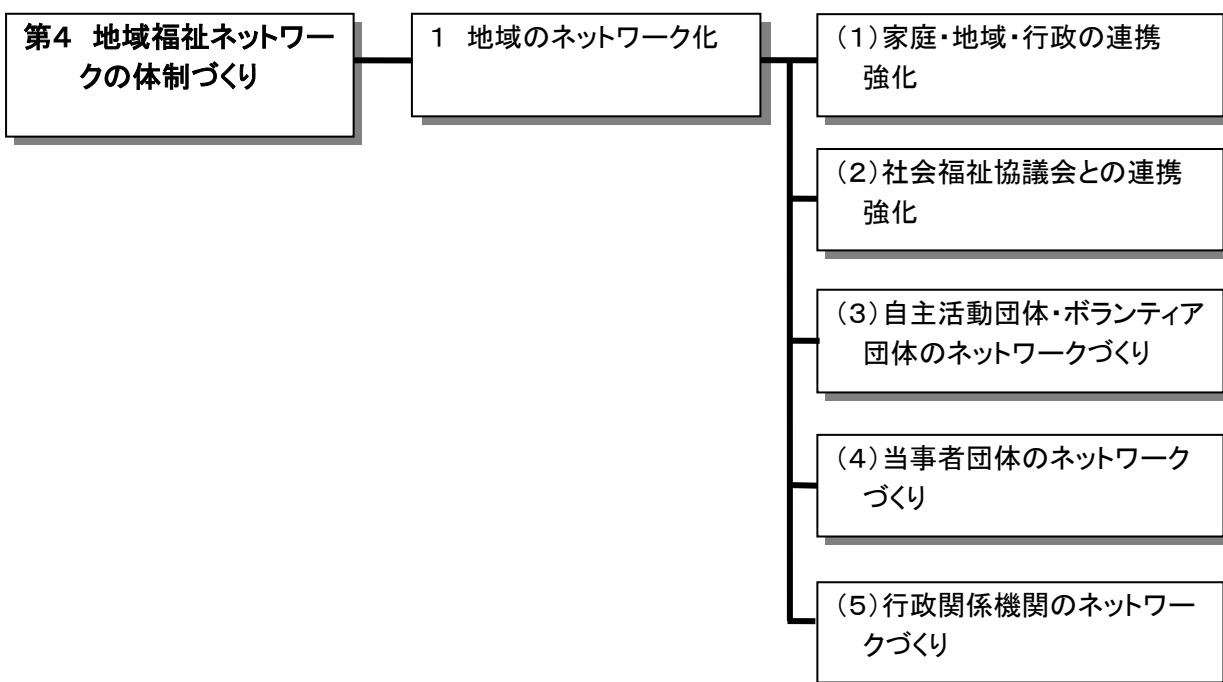 第4 地域福祉ネットワー
クの体制づくり
1 地域のネットワーク化
(1)家庭・地域・行政の連携
強化
(2)社会福祉協議会との連携
強化
(3)自主活動団体・ボランティア
団体のネットワークづくり
(4)当事者団体のネットワーク
づくり
(5)行政関係機関のネットワー
クづくり